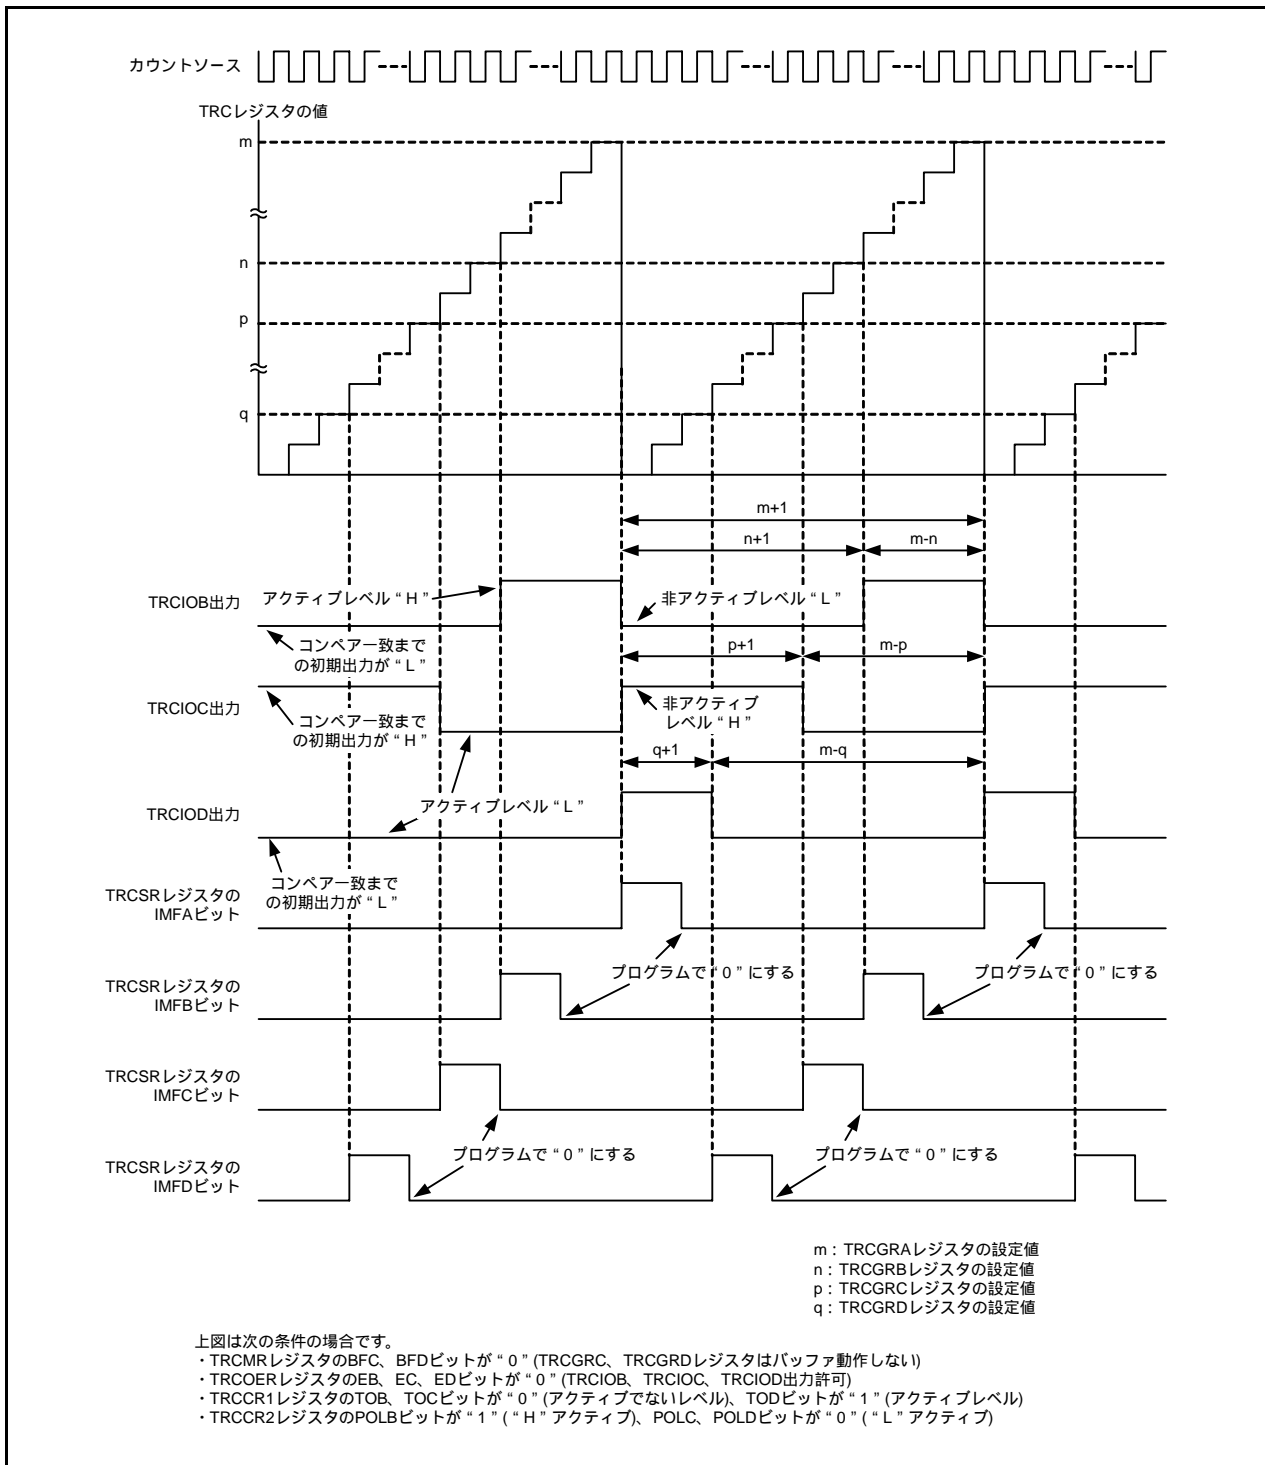 カウントソース
TRCレジスタの値
m
n
p
q
m+1
n+1
m-n
TRCIOB出力
アクティブレベル“H”
非アクティブレベル“L”
コンペア一致まで
の初期出力が“L”
p+1
m-p
TRCIOC出力
コンペア一致まで
の初期出力が“H”
非アクティブ
レベル“H”
q+1
m-q
TRCIOD出力
アクティブレベル“L”
コンペア一致まで
の初期出力が“L”
TRCSRレジスタの
IMFAビット
プログラムで“0”にする
プログラムで“0”にする
TRCSRレジスタの
IMFBビット
TRCSRレジスタの
IMFCビット
プログラムで“0”にする
プログラムで“0”にする
TRCSRレジスタの
IMFDビット
m：TRCGRAレジスタの設定値
n：TRCGRBレジスタの設定値
p：TRCGRCレジスタの設定値
q：TRCGRDレジスタの設定値
上図は次の条件の場合です。
・TRCMRレジスタのBFC、BFDビットが“0”(TRCGRC、TRCGRDレジスタはバッファ動作しない)
・TRCOERレジスタのEB、EC、EDビットが“0”(TRCIOB、TRCIOC、TRCIOD出力許可)
・TRCCR1レジスタのTOB、TOCビットが“0”(アクティブでないレベル)、TODビットが“1”(アクティブレベル)
・TRCCR2レジスタのPOLBビットが“1”(“H”アクティブ)、POLC、POLDビットが“0”(“L”アクティブ)